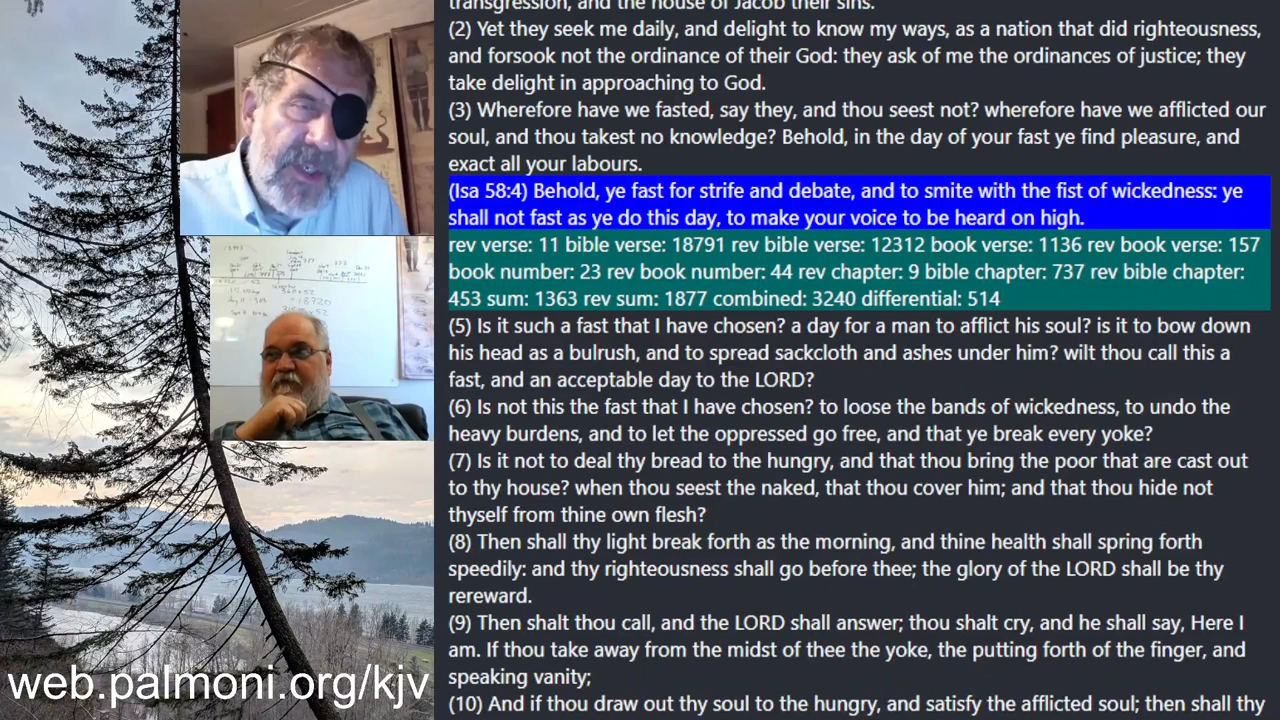 transgression, and the house of Jacob their sins.
(2) Yet they seek me daily, and delight to know my ways, as a nation that did righteousness,
and forsook not the ordinance of their God: they ask of me the ordinances of justice; they
take delight in approaching to God.
(3) Wherefore have we fasted, say they, and thou seest not? wherefore have we afflicted our
soul, and thou takest no knowledge? Behold, in the day of your fast ye find pleasure, and
exact all your labours.
(Isa 58:4) Behold, ye fast for strife and debate, and to smite with the fist of wickedness: ye
shall not fast as ye do this day, to make your voice to be heard on high.
rev verse: 11 bible verse: 18791 rev bible verse: 12312 book verse: 1136 rev book verse: 157
book number: 23 rev book number: 44 rev chapter: 9 bible chapter: 737 rev bible chapter:
453 sum: 1363 rev sum: 1877 combined: 3240 differential: 514
(5) Is it such a fast that I have chosen? a day for a man to afflict his soul? is it to bow down
his head as a bulrush, and to spread sackcloth and ashes under him? wilt thou call this a
fast, and an acceptable day to the LORD?
(6) Is not this the fast that I have chosen? to loose the bands of wickedness, to undo the
heavy burdens, and to let the oppressed go free, and that ye break every yoke?
(7) Is it not to deal thy bread to the hungry, and that thou bring the poor that are cast out
to thy house? when thou seest the naked, that thou cover him; and that thou hide not
thyself from thine own flesh?
(8) Then shall thy light break forth as the morning, and thine health shall spring forth
speedily: and thy righteousness shall go before thee; the glory of the LORD shall be thy
rereward.
(9) Then shalt thou call, and the LORD shall answer; thou shalt cry, and he shall say, Here I
am. If thou take away from the midst of thee the yoke, the putting forth of the finger, and
speaking vanity;
(10) And if thou draw out thy soul to the hungry, and satisfy the afflicted soul; then shall thy
web.palmoni.org/kjv